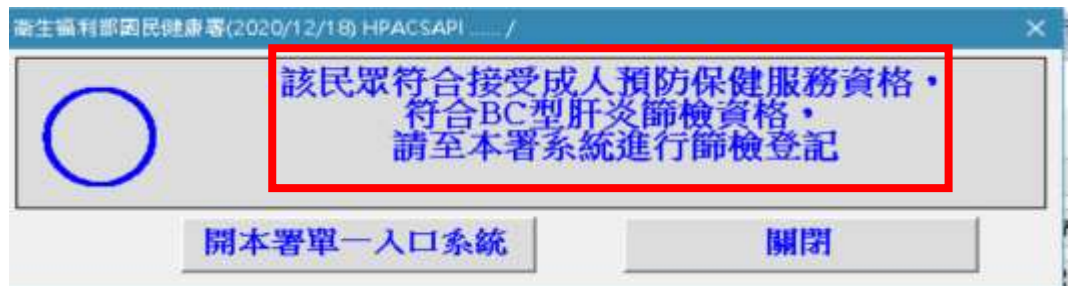 衛生福利部國民健康署(2020/12/18) HPACSAPI ...... /
該民眾符合接受成人預防保健服務資格，
符合BC型肝炎篩檢資格，
請至本署系統進行篩檢登記
開本署單一入口系統
關閉